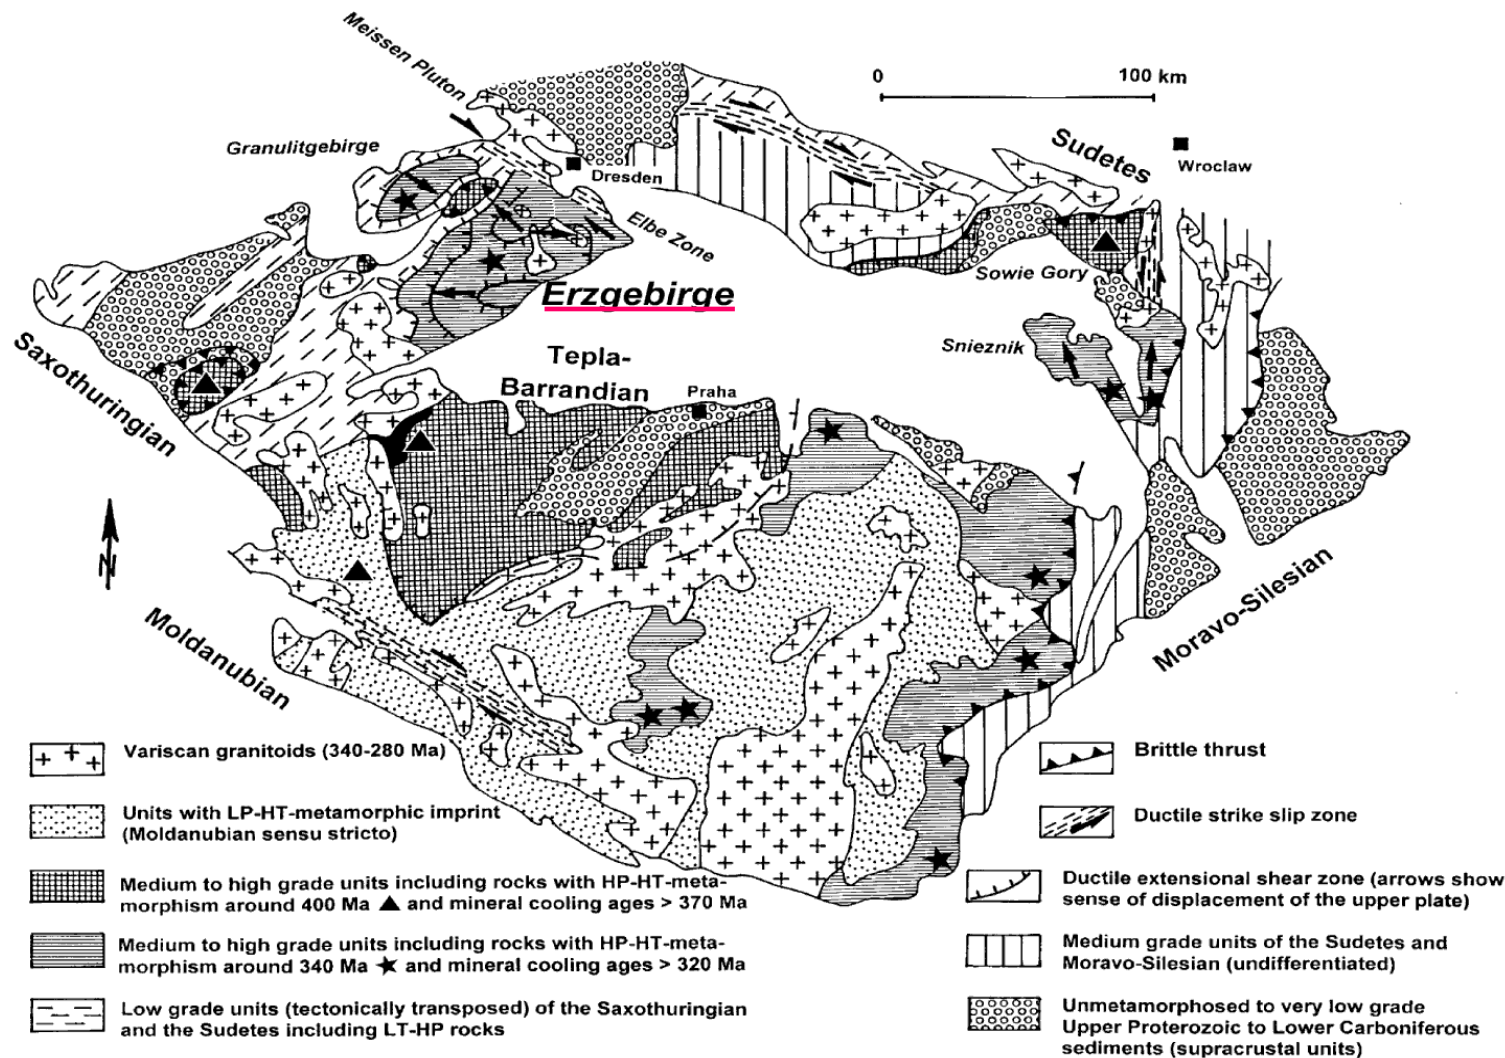 Meissen Pluton
0 100 km
Granulitgebirge
Sudetes
Wroclaw
Dresden
Elbe Zone
Sowie Gory
Erzgebirge
Snieznik
Saxothuringian
Tepla-
Barrandian
Praha
N
Moldanubian
Moravo-Silesian
Variscan granitoids (340-280 Ma)
Units with LP-HT-metamorphic imprint
(Moldanubian sensu stricto)
Medium to high grade units including rocks with HP-HT-meta-
morphism around 400 Ma ▲ and mineral cooling ages > 370 Ma
Medium to high grade units including rocks with HP-HT-meta-
morphism around 340 Ma ★ and mineral cooling ages > 320 Ma
Low grade units (tectonically transposed) of the Saxothuringian
and the Sudetes including LT-HP rocks
Brittle thrust
Ductile strike slip zone
Ductile extensional shear zone (arrows show
sense of displacement of the upper plate)
Medium grade units of the Sudetes and
Moravo-Silesian (undifferentiated)
Unmetamorphosed to very low grade
Upper Proterozoic to Lower Carboniferous
sediments (supracrustal units)